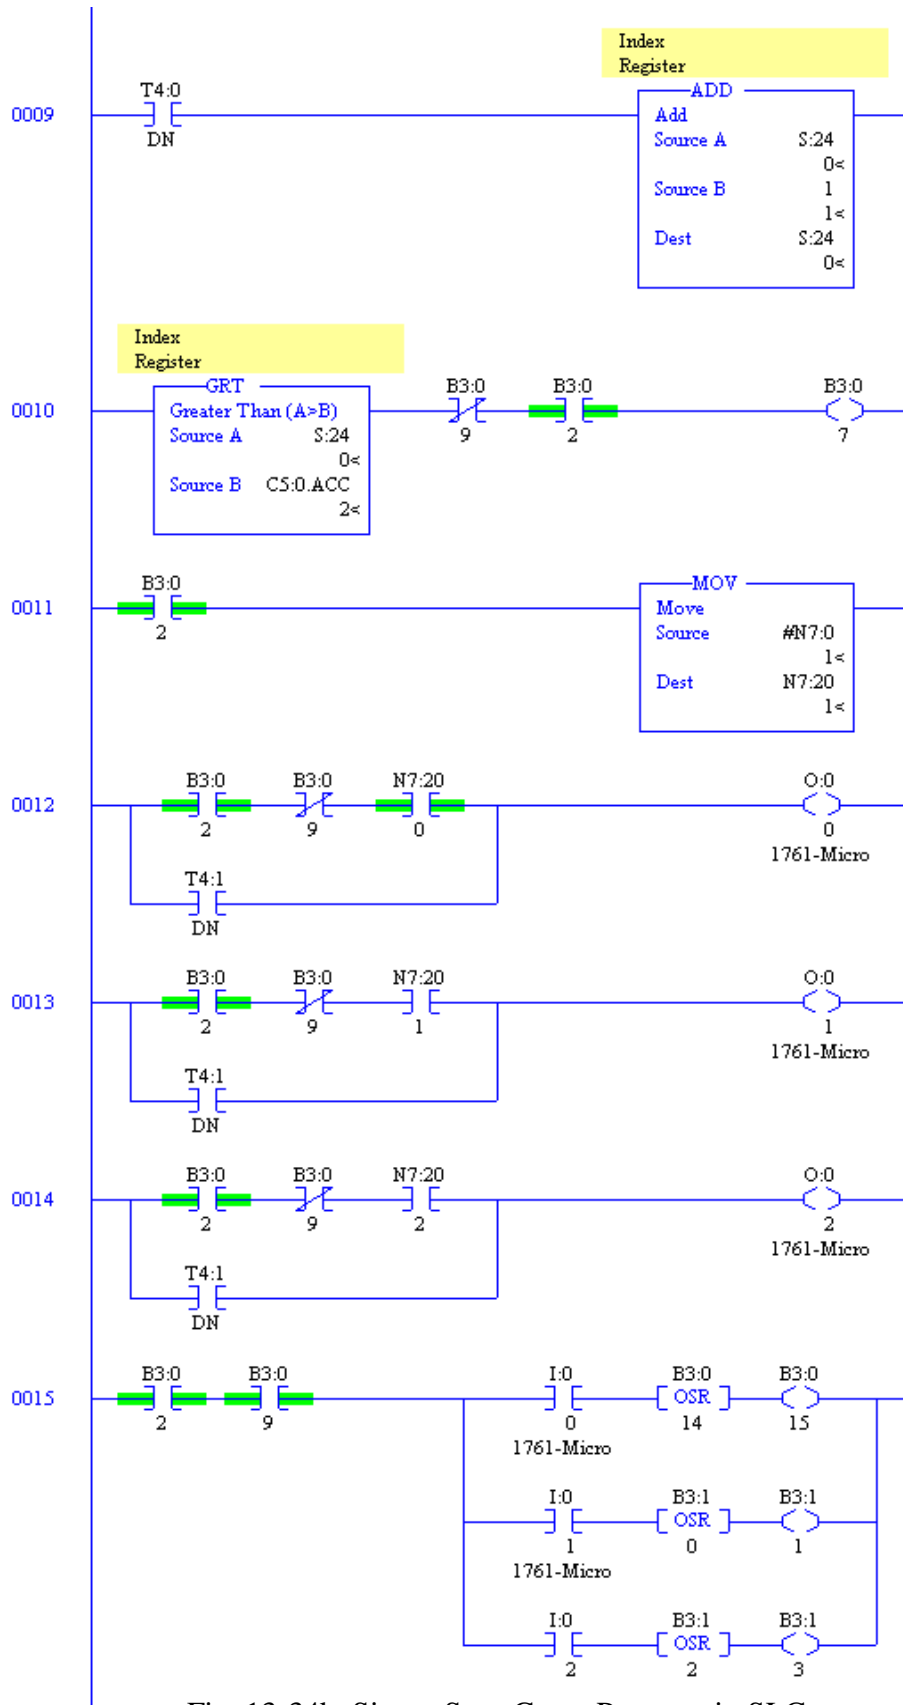 Index
Register
0009
T4:0
DN
ADD
Add
Source A S:24
0<
Source B 1
1<
Dest S:24
0<
Index
Register
0010
GRT
Greater Than (A>B)
Source A S:24
0<
Source B C5:0.ACC
2<
B3:0
9
B3:0
2
B3:0
7
0011
B3:0
2
MOV
Move
Source #N7:0
1<
Dest N7:20
1<
0012
B3:0
2
B3:0
9
N7:20
0
O:0
0
1761-Micro
T4:1
DN
0013
B3:0
2
B3:0
9
N7:20
1
O:0
1
1761-Micro
T4:1
DN
0014
B3:0
2
B3:0
9
N7:20
2
O:0
2
1761-Micro
T4:1
DN
0015
B3:0
2
B3:0
9
I:0
0
1761-Micro
B3:0
OSR
14
B3:0
15
I:0
1
1761-Micro
B3:1
OSR
0
B3:1
1
I:0
2
B3:1
OSR
2
B3:1
3